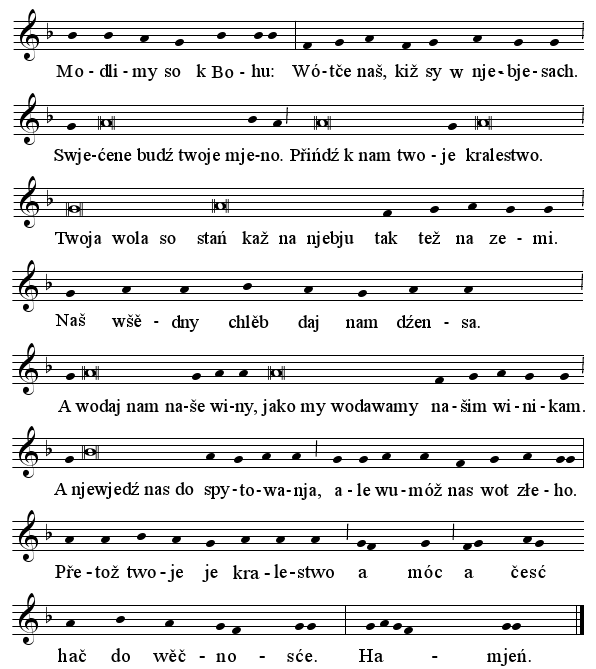 Mo - dli - my so k Bo - hu: Wó - tče naš, kiž sy w nje - bje - sach.
Swje - ćene budź twoje mje - no. Přińdź k nam two - je kralestwo.
Twoja wola so stań kaž na njebju tak tež na ze - mi.
Naš wšě - dny chlěb daj nam dźen - sa.
A wodaj nam na - še wi - ny, jako my wodawamy na - šim wi - ni - kam.
A njewjedź nas do spy - to - wa - nja, a - le wu - móž nas wot złe - ho.
Pře - tož two - je je kra - le - stwo a móc a česć
hač do wěč - no - sće. Ha - mjeń.